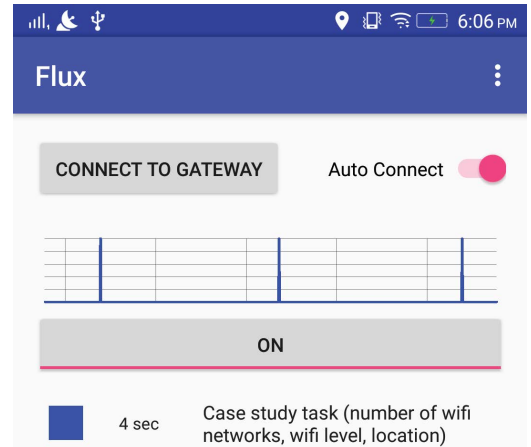 6:06 PM
Flux
CONNECT TO GATEWAY
Auto Connect
ON
4 sec
Case study task (number of wifi
networks, wifi level, location)